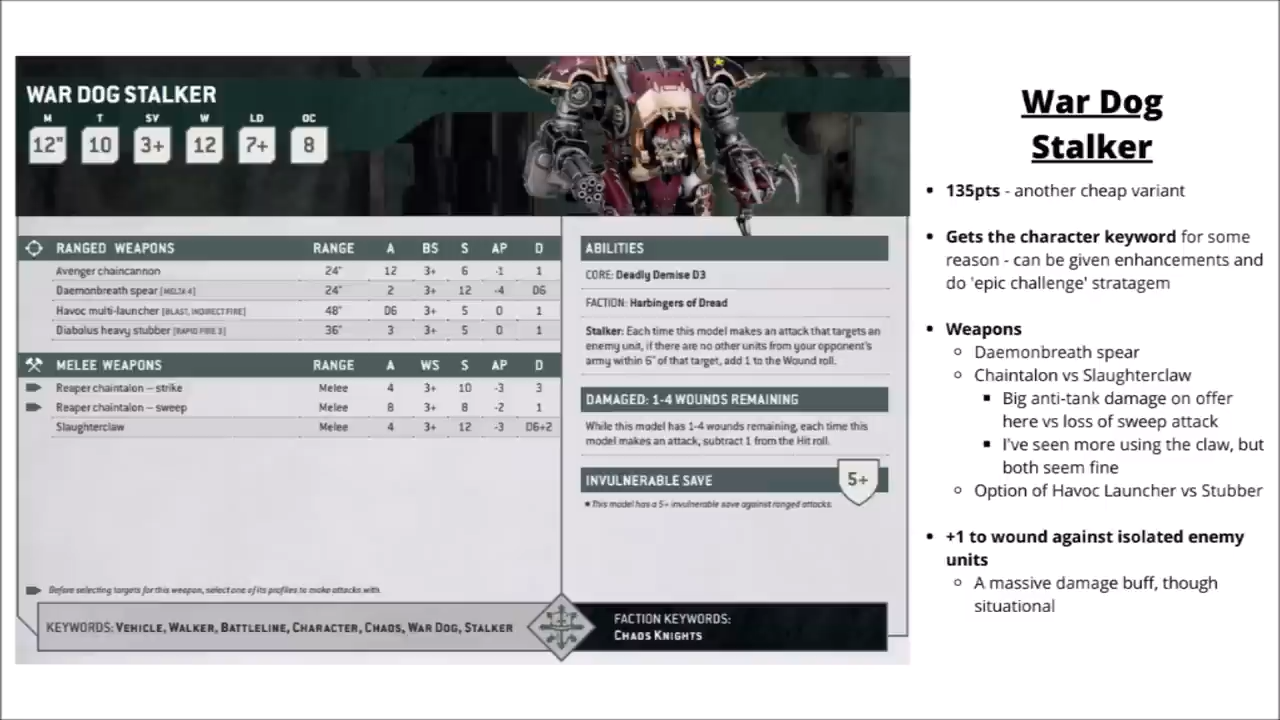 WAR DOG STALKER
M T SV W LD OC
12" 10 3+ 12 7+ 8
RANGED WEAPONS RANGE A BS S AP D
Avenger chaincannon 24" 12 3+ 6 -1 1
Daemonbreath spear [MELTA 4] 24" 2 3+ 12 -4 D6
Havoc multi-launcher [BLAST, INDIRECT FIRE] 48" D6 3+ 5 0 1
Diabolus heavy stubber [RAPID FIRE 3] 36" 3 3+ 5 0 1
MELEE WEAPONS RANGE A WS S AP D
Reaper chaintalon – strike Melee 4 3+ 10 -3 3
Reaper chaintalon – sweep Melee 8 3+ 8 -2 1
Slaughterclaw Melee 4 3+ 12 -3 D6+2
Before selecting targets for this weapon, select one of its profiles to make attacks with.
ABILITIES
CORE: Deadly Demise D3
FACTION: Harbingers of Dread
Stalker: Each time this model makes an attack that targets an
enemy unit, if there are no other units from your opponent's
army within 6" of that target, add 1 to the Wound roll.
DAMAGED: 1-4 WOUNDS REMAINING
While this model has 1-4 wounds remaining, each time this
model makes an attack, subtract 1 from the Hit roll.
INVULNERABLE SAVE 5+
* This model has a 5+ invulnerable save against ranged attacks.
KEYWORDS: VEHICLE, WALKER, BATTLELINE, CHARACTER, CHAOS, WAR DOG, STALKER
FACTION KEYWORDS:
CHAOS KNIGHTS
War Dog
Stalker
• 135pts - another cheap variant
• Gets the character keyword for some
reason - can be given enhancements and
do 'epic challenge' stratagem
• Weapons
◦ Daemonbreath spear
◦ Chaintalon vs Slaughterclaw
▪ Big anti-tank damage on offer
here vs loss of sweep attack
▪ I've seen more using the claw, but
both seem fine
◦ Option of Havoc Launcher vs Stubber
• +1 to wound against isolated enemy
units
◦ A massive damage buff, though
situational